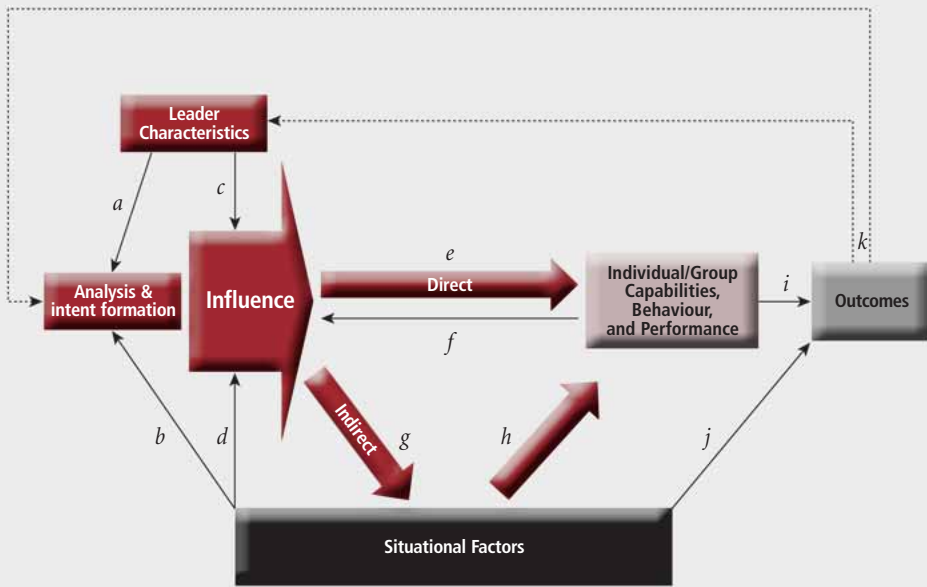 Leader
Characteristics
a
c
k
e
Direct
Analysis &
intent formation
Influence
Individual/Group
Capabilities,
Behaviour,
and Performance
i
Outcomes
f
b
d
Indirect
g
h
j
Situational Factors